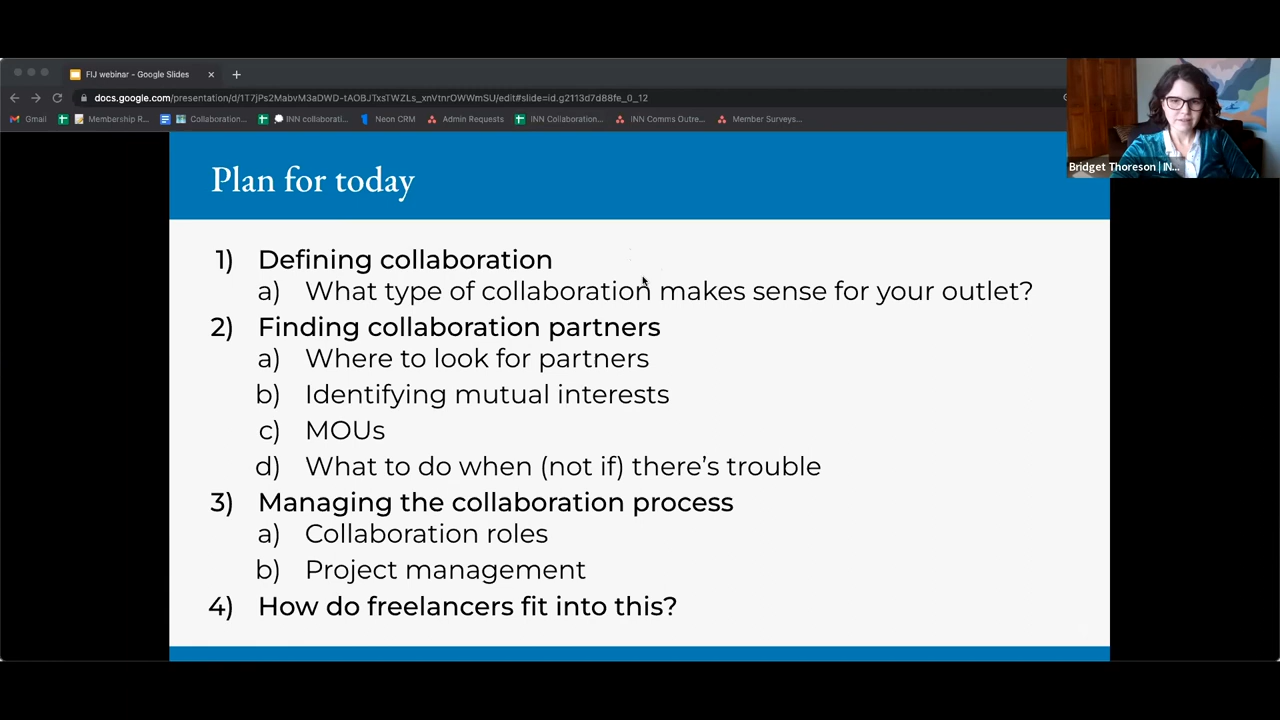 FIJ webinar - Google Slides
docs.google.com/presentation/d/1T7jPs2MabvM3aDWD-tAOBJTxsTWZLs_xnVtnrOWWmSU/edit#slide=id.g2113d7d88fe_0_12
Gmail Membership R... Collaboration... INN collaborati... Neon CRM Admin Requests INN Collaboration... INN Comms Outre... Member Surveys...
Bridget Thoreson | IN...
Plan for today
1) Defining collaboration
a) What type of collaboration makes sense for your outlet?
2) Finding collaboration partners
a) Where to look for partners
b) Identifying mutual interests
c) MOUs
d) What to do when (not if) there's trouble
3) Managing the collaboration process
a) Collaboration roles
b) Project management
4) How do freelancers fit into this?